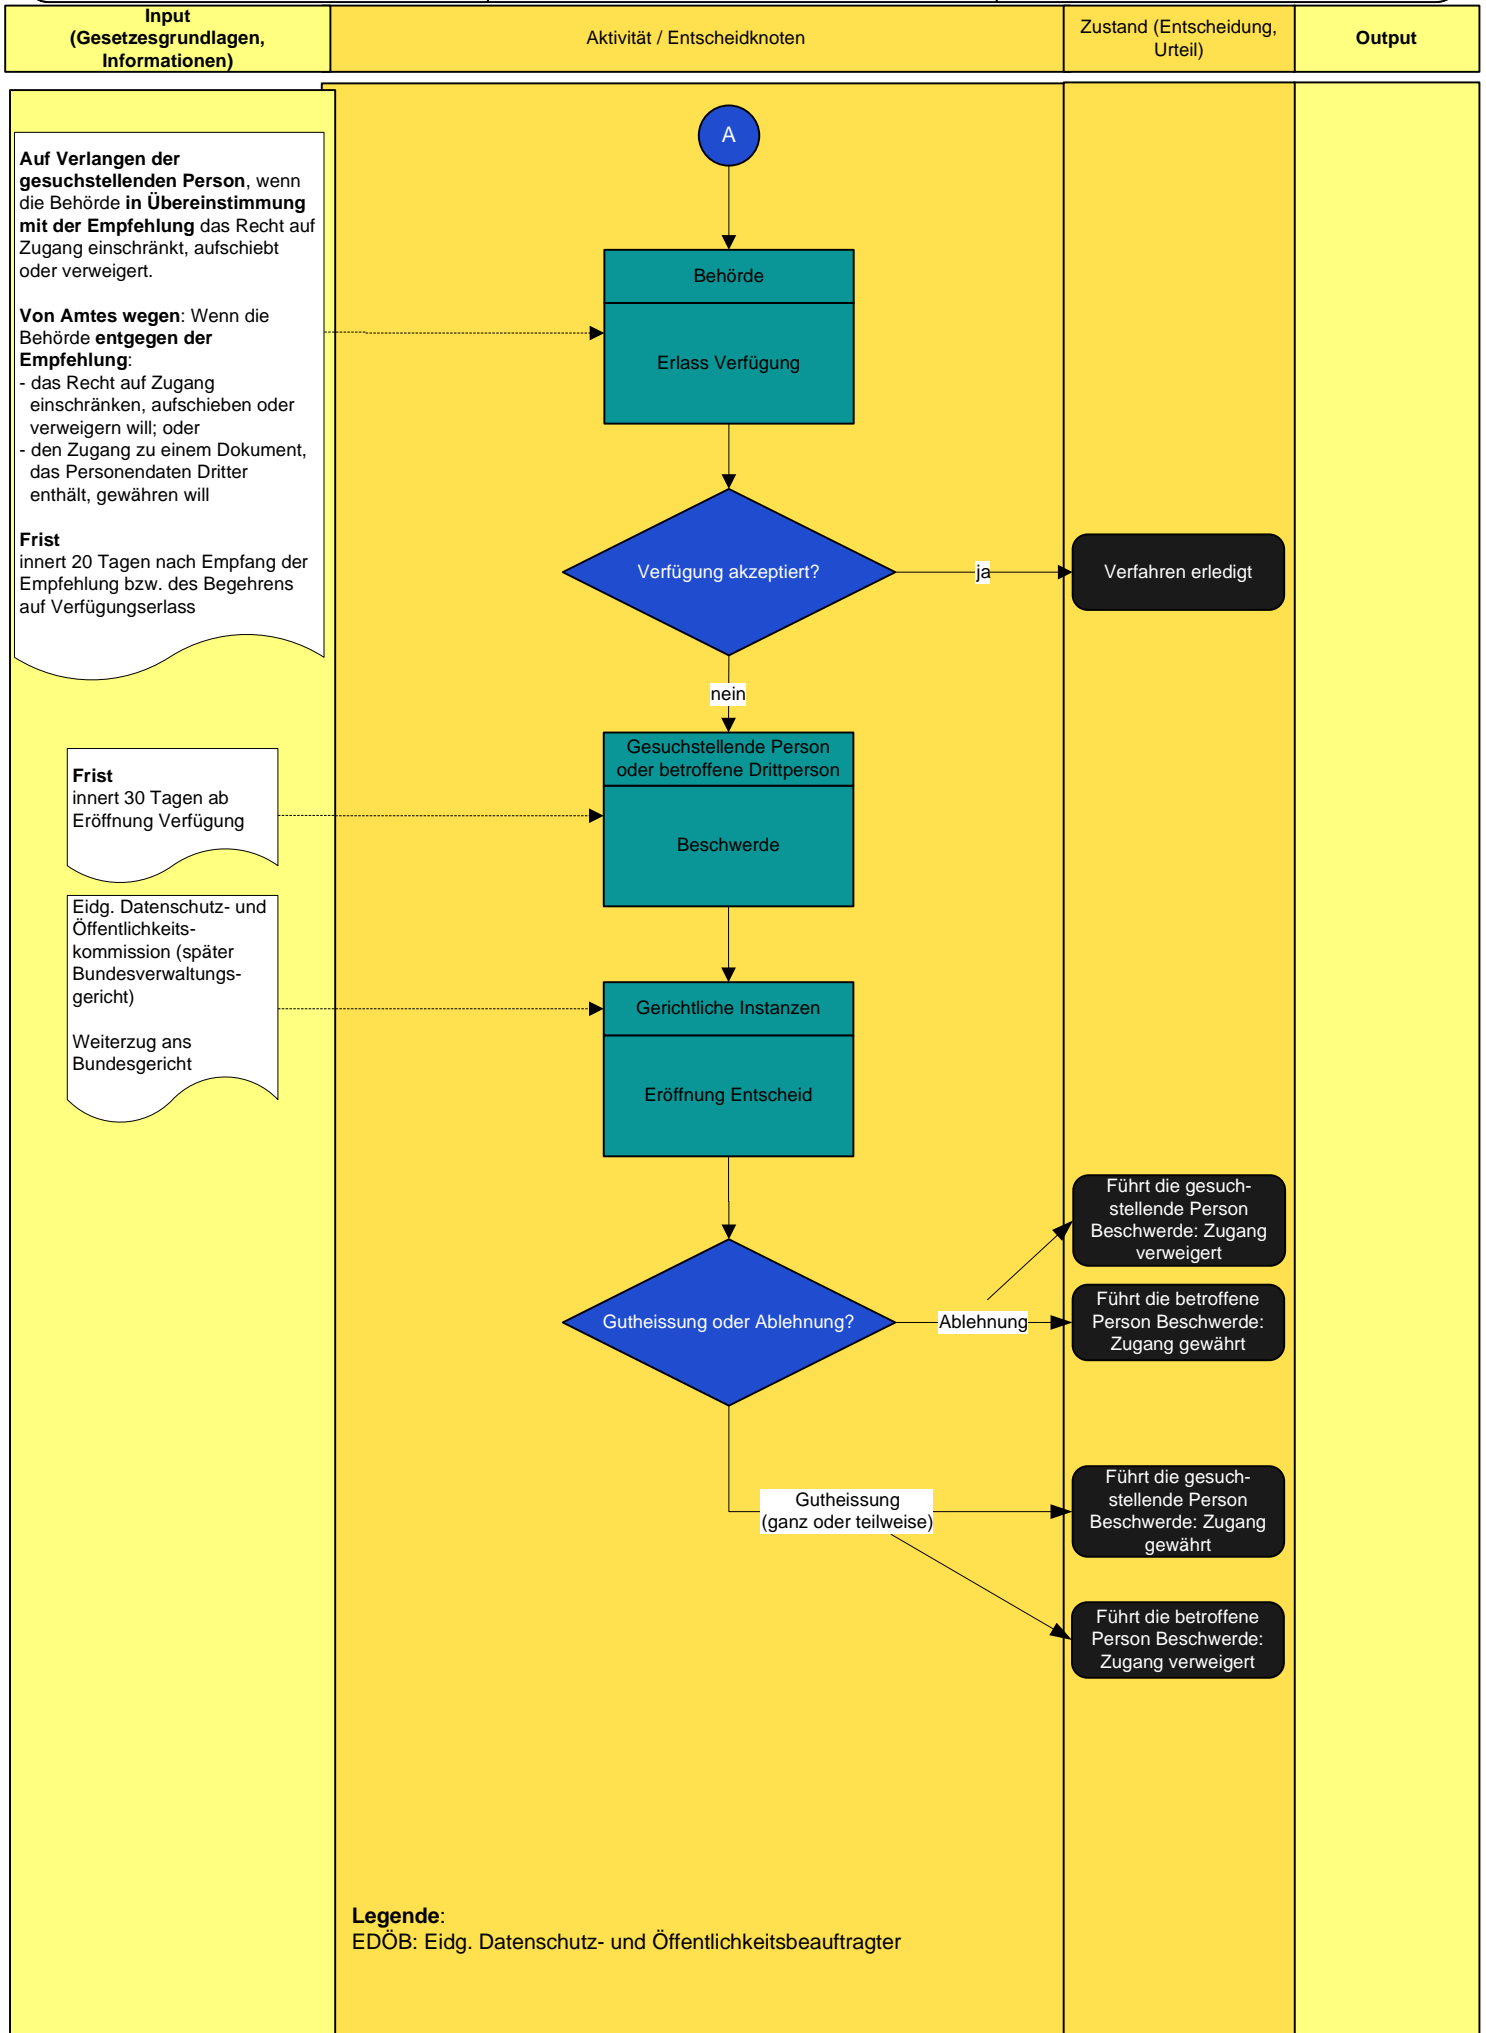 Input
(Gesetzesgrundlagen,
Informationen)
Aktivität / Entscheidknoten
Zustand (Entscheidung,
Urteil)
Output
A
Auf Verlangen der
gesuchstellenden Person, wenn
die Behörde in Übereinstimmung
mit der Empfehlung das Recht auf
Zugang einschränkt, aufschiebt
oder verweigert.
Von Amtes wegen: Wenn die
Behörde entgegen der
Empfehlung:
- das Recht auf Zugang
einschränken, aufschieben oder
verweigern will; oder
- den Zugang zu einem Dokument,
das Personendaten Dritter
enthält, gewähren will
Frist
innert 20 Tagen nach Empfang der
Empfehlung bzw. des Begehrens
auf Verfügungserlass
Behörde
Erlass Verfügung
Verfügung akzeptiert?
ja
Verfahren erledigt
nein
Gesuchstellende Person
oder betroffene Drittperson
Beschwerde
Frist
innert 30 Tagen ab
Eröffnung Verfügung
Eidg. Datenschutz- und
Öffentlichkeits-
kommission (später
Bundesverwaltungs-
gericht)
Weiterzug ans
Bundesgericht
Gerichtliche Instanzen
Eröffnung Entscheid
Gutheissung oder Ablehnung?
Ablehnung
Führt die gesuch-
stellende Person
Beschwerde: Zugang
verweigert
Führt die betroffene
Person Beschwerde:
Zugang gewährt
Gutheissung
(ganz oder teilweise)
Führt die gesuch-
stellende Person
Beschwerde: Zugang
gewährt
Führt die betroffene
Person Beschwerde:
Zugang verweigert
Legende:
EDÖB: Eidg. Datenschutz- und Öffentlichkeitsbeauftragter